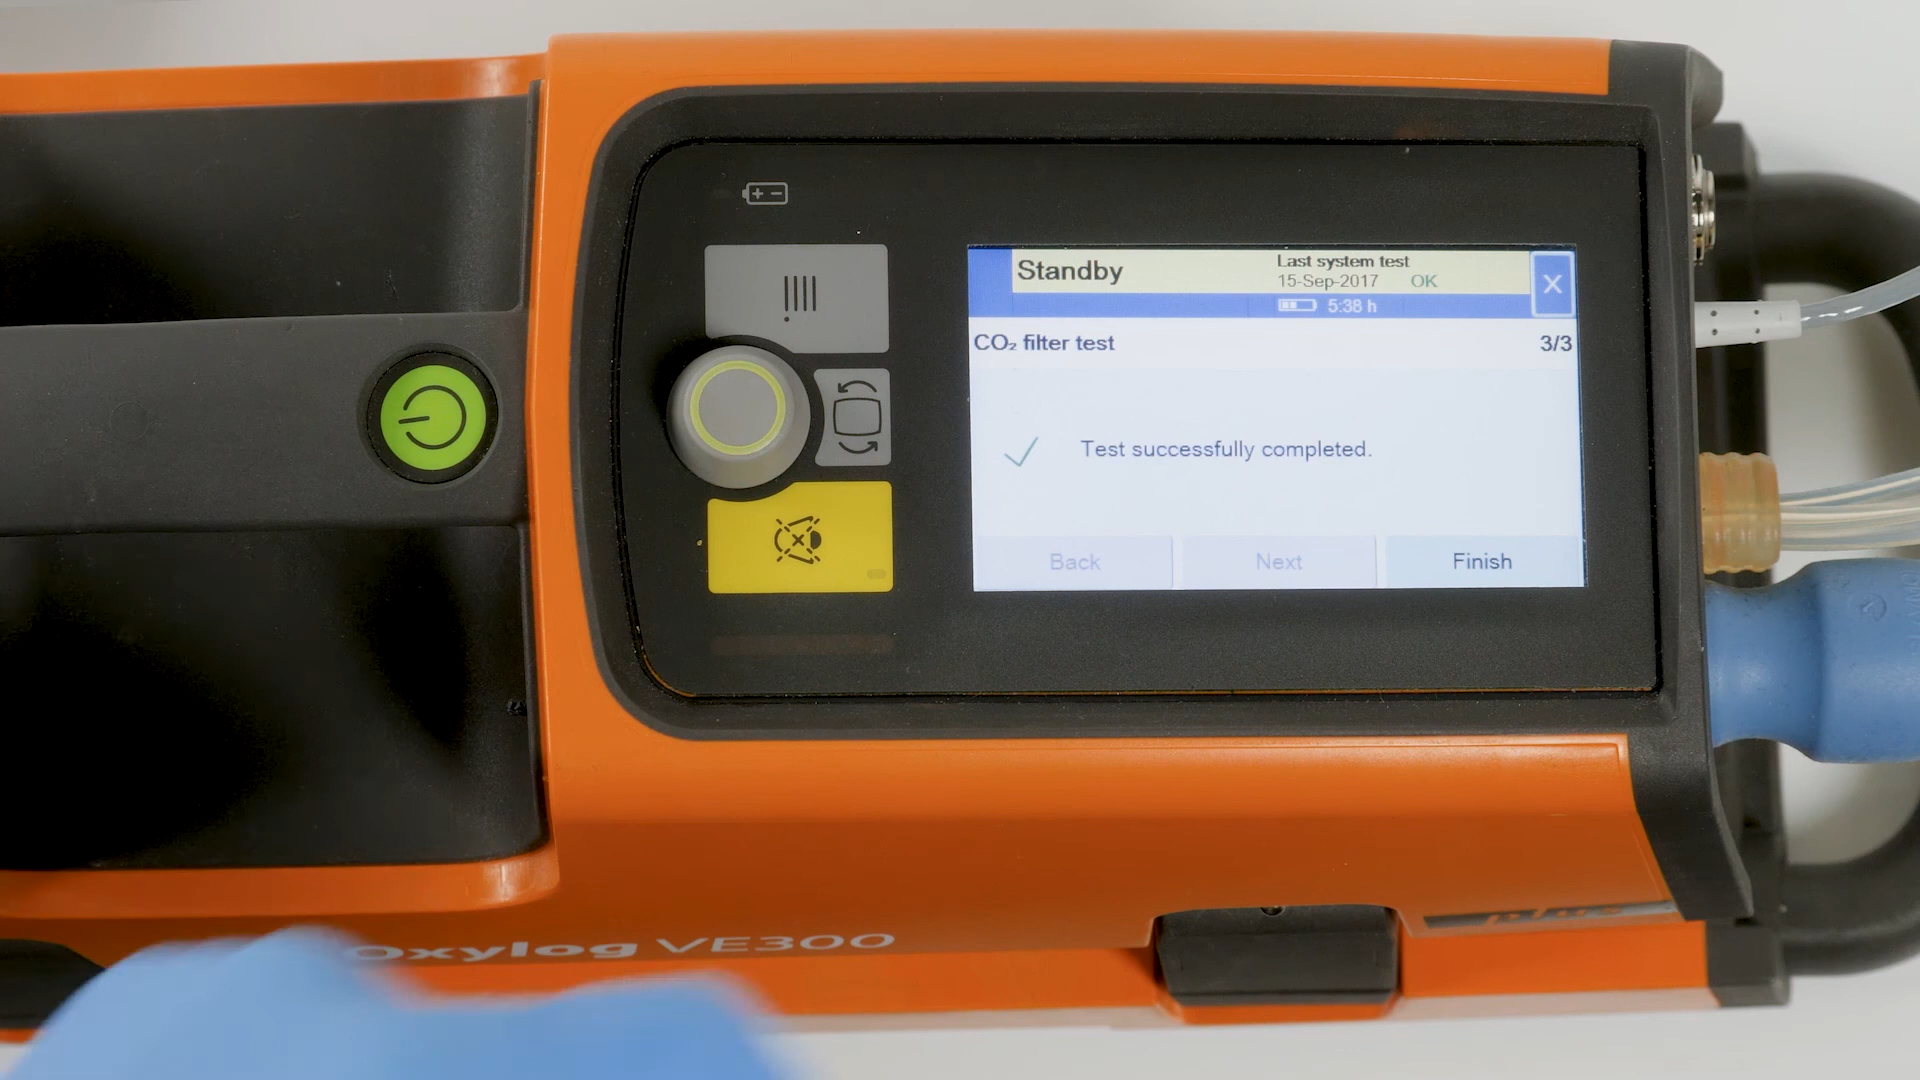 Standby
Last system test
15-Sep-2017 OK
X
5:38 h
CO₂ filter test
3/3
Test successfully completed.
Back
Next
Finish
Oxylog VE300
plus